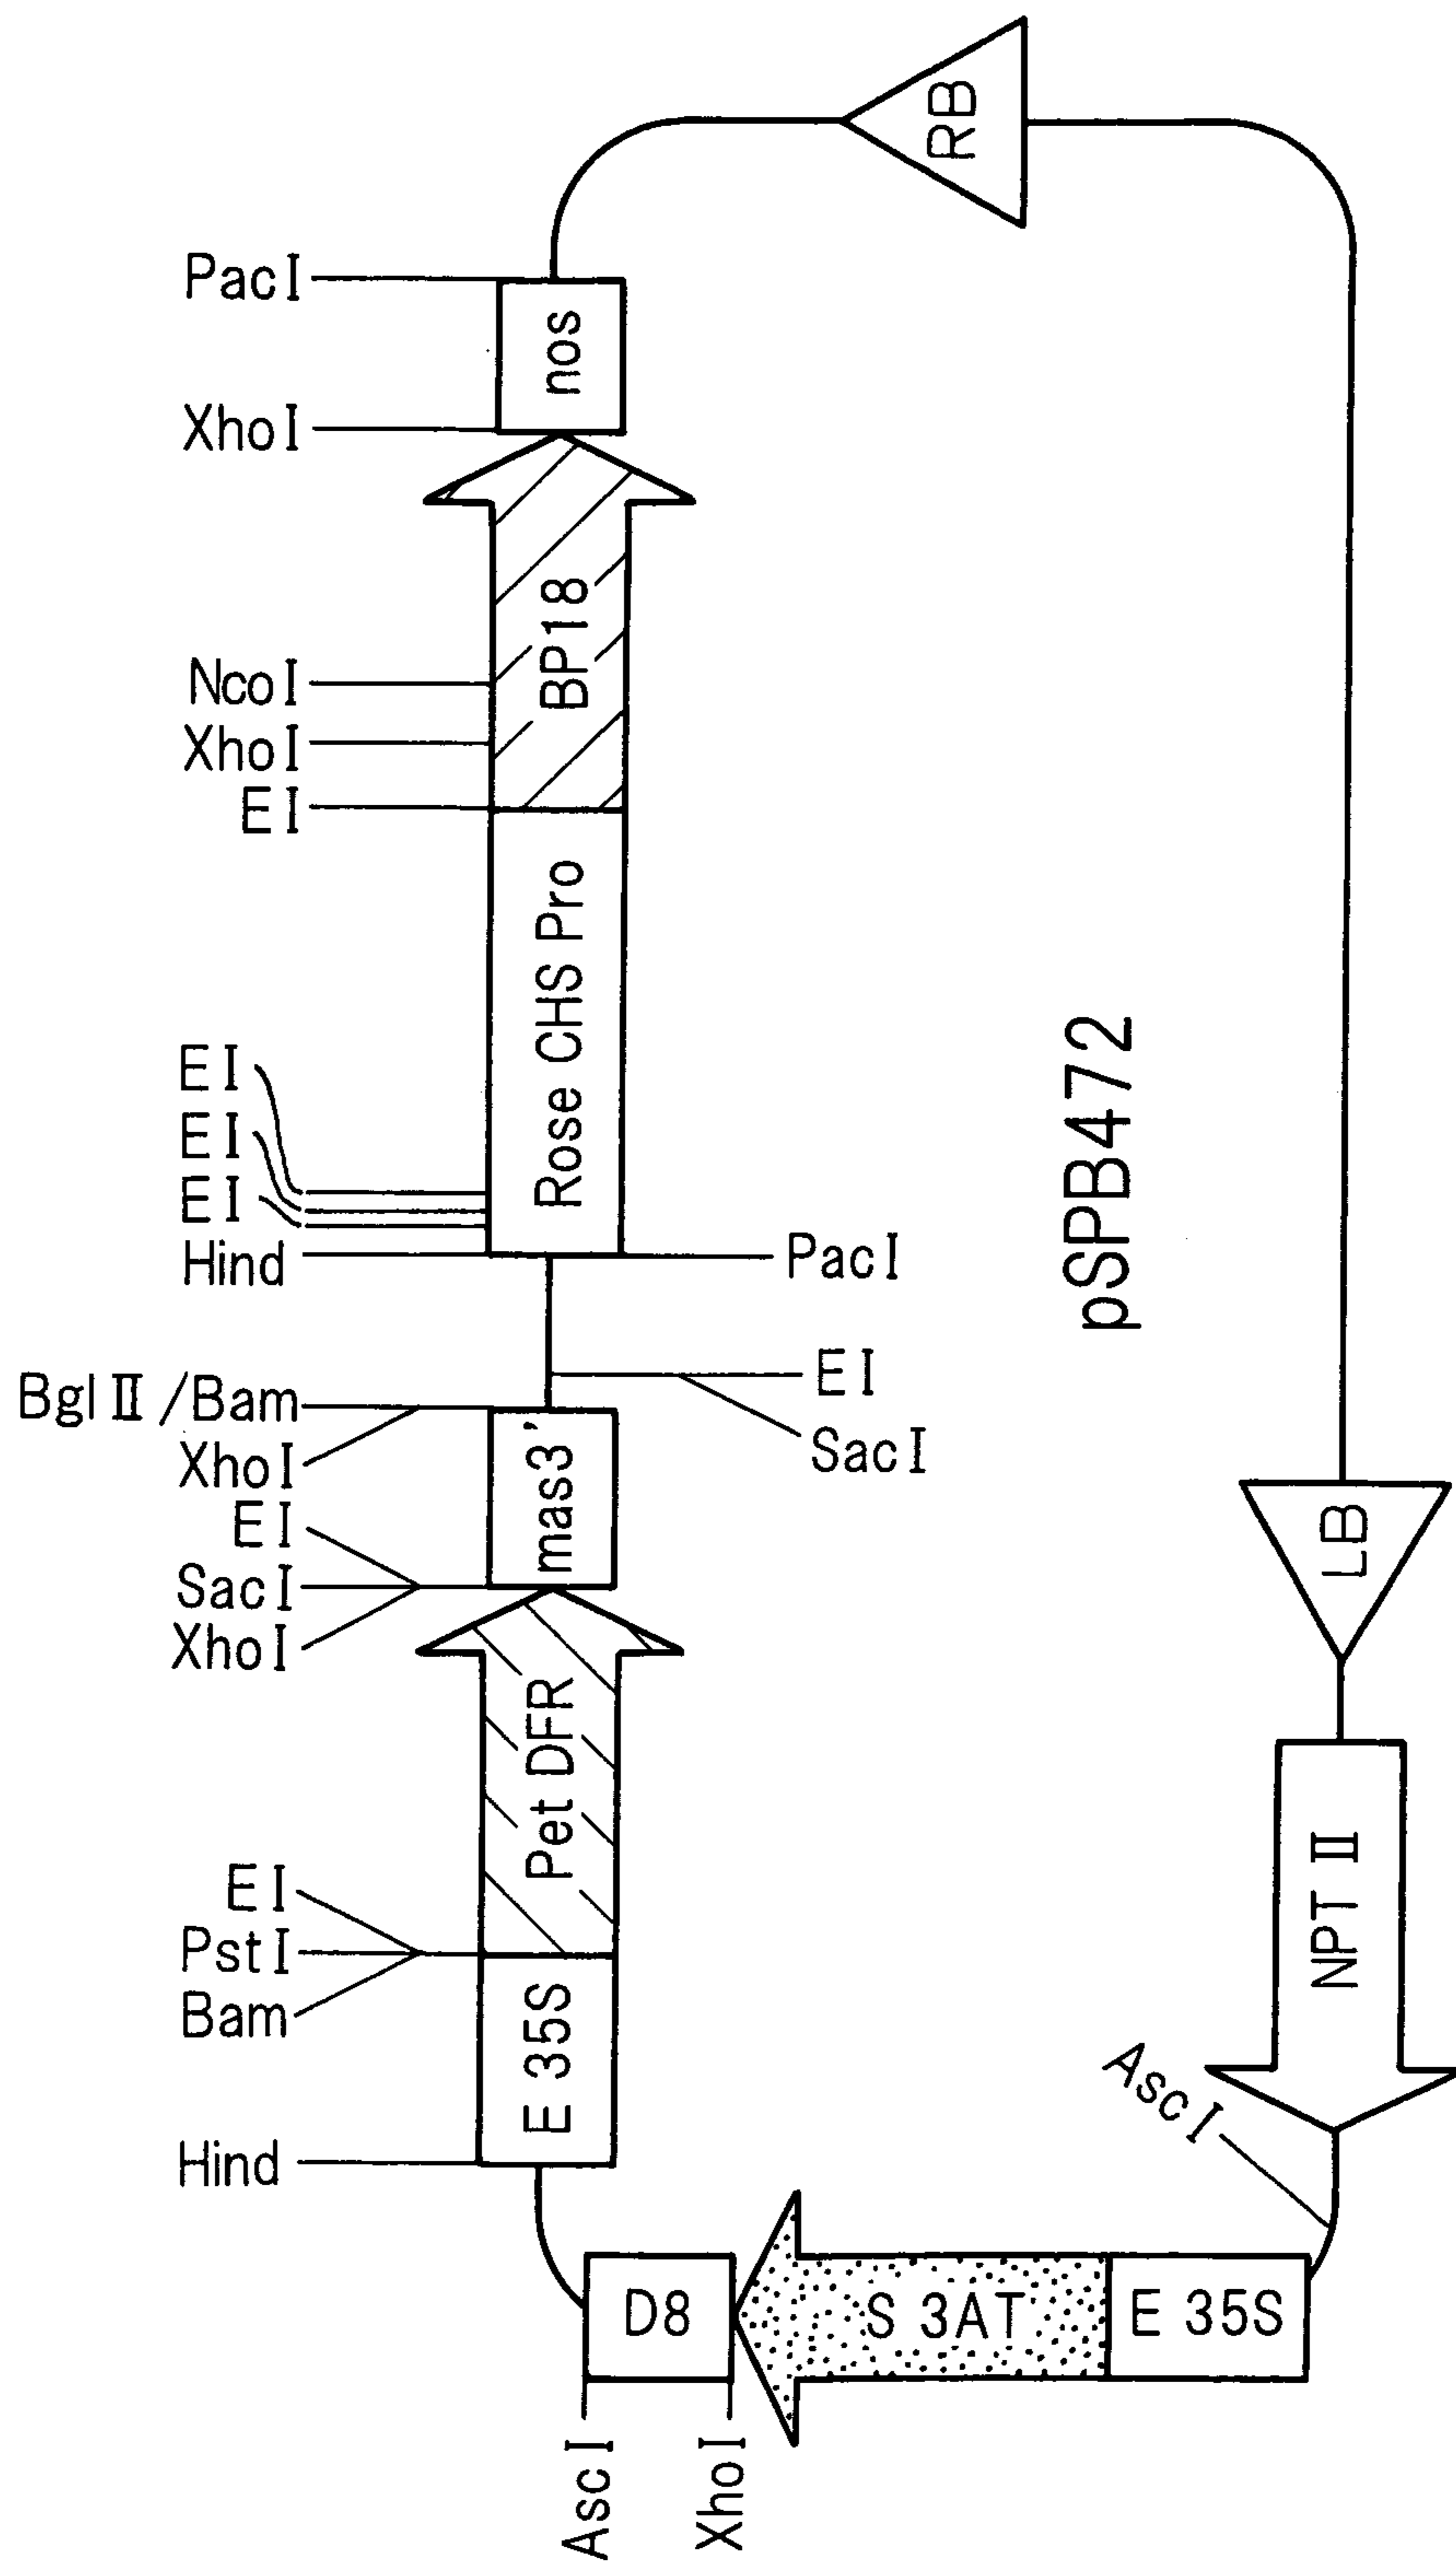 RB
PacI
nos
XhoI
BP18
NcoI
XhoI
EI
Rose CHS Pro
EI
EI
EI
Hind
PacI
pSPB472
EI
SacI
BglⅡ/Bam
XhoI
mas3'
EI
SacI
XhoI
LB
Pet DFR
NPTⅡ
EI
PstI
Bam
E 35S
AscI
Hind
D8
S 3AT
E 35S
AscI
XhoI